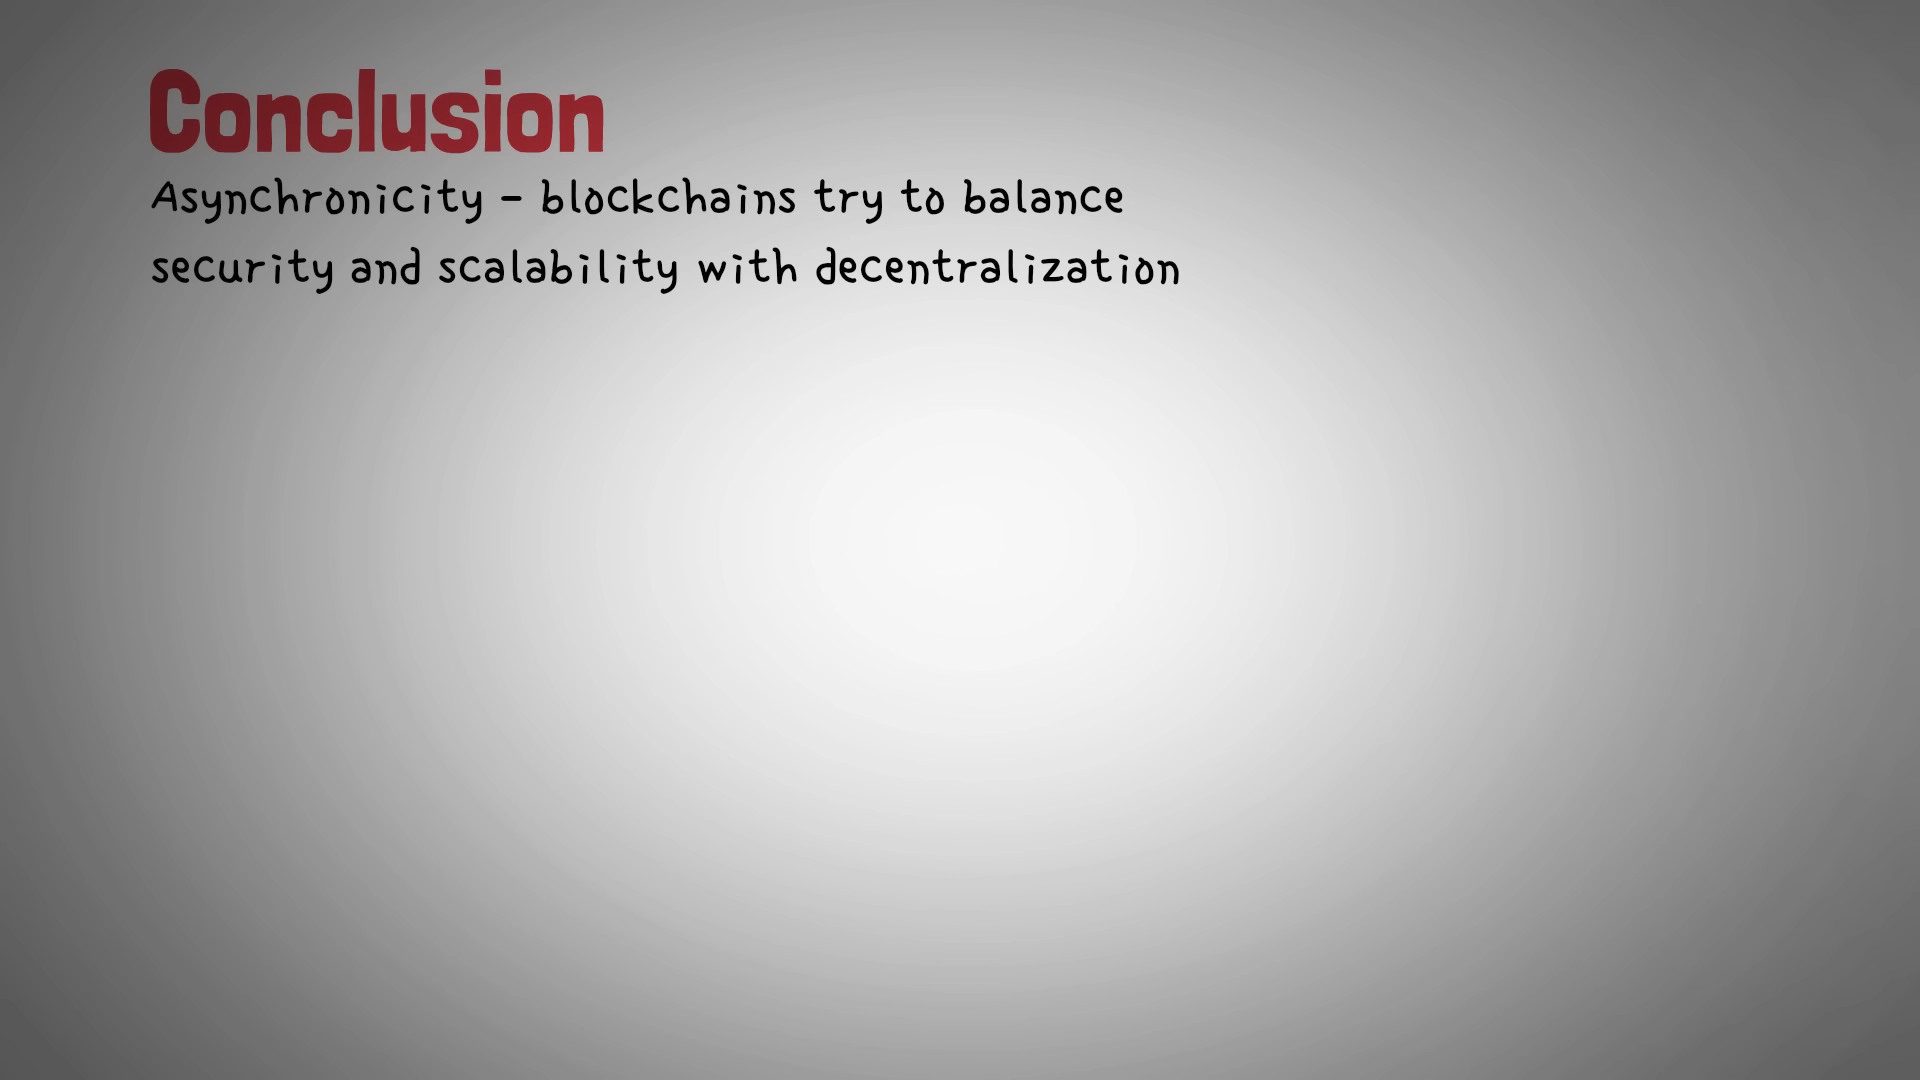 Conclusion
Asynchronicity - blockchains try to balance
security and scalability with decentralization